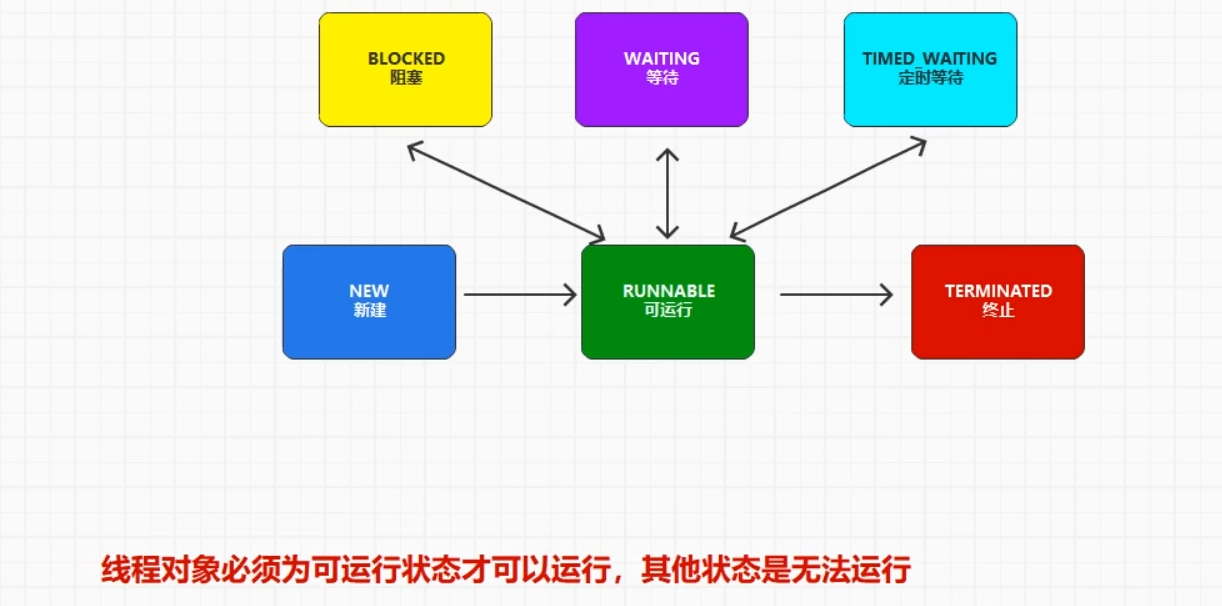 BLOCKED
阻塞
WAITING
等待
TIMED_WAITING
定时等待
NEW
新建
RUNNABLE
可运行
TERMINATED
终止
线程对象必须为可运行状态才可以运行，其他状态是无法运行